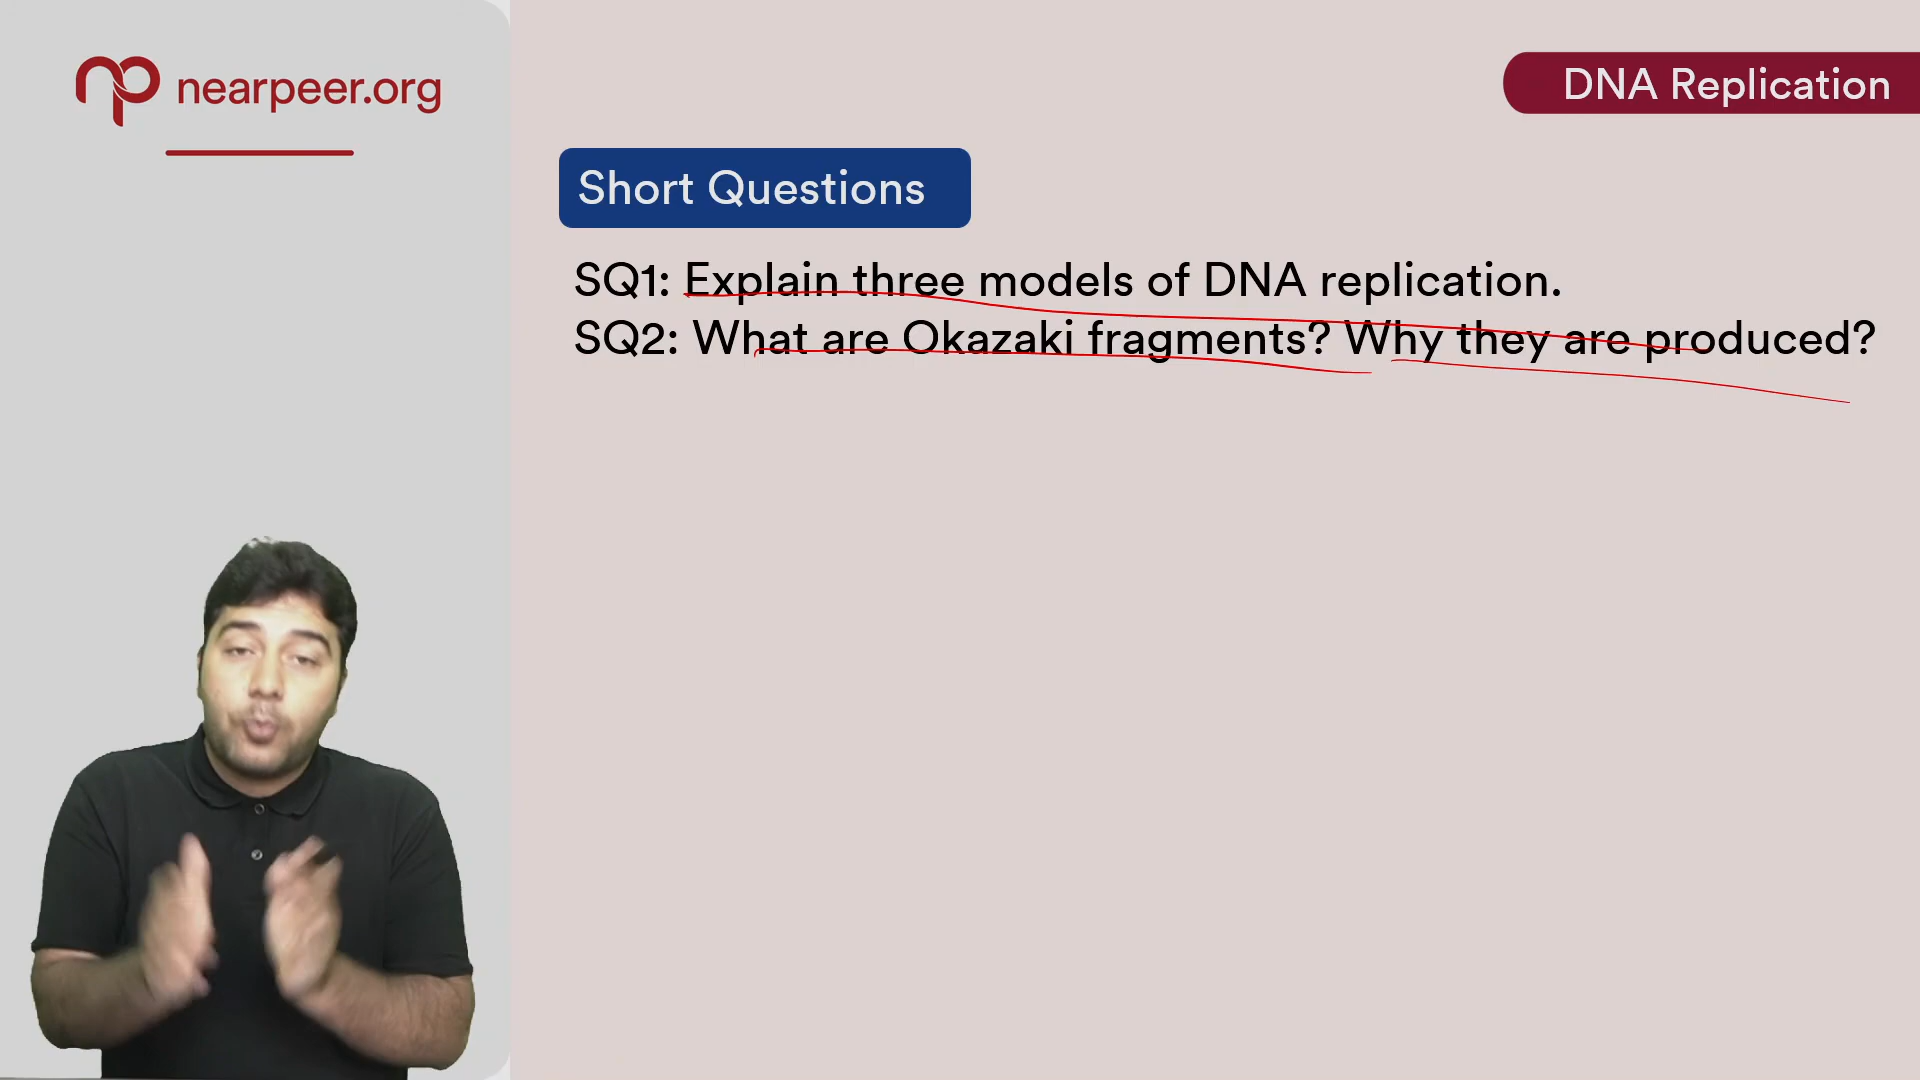 nearpeer.org
DNA Replication
Short Questions
SQ1: Explain three models of DNA replication.
SQ2: What are Okazaki fragments? Why they are produced?